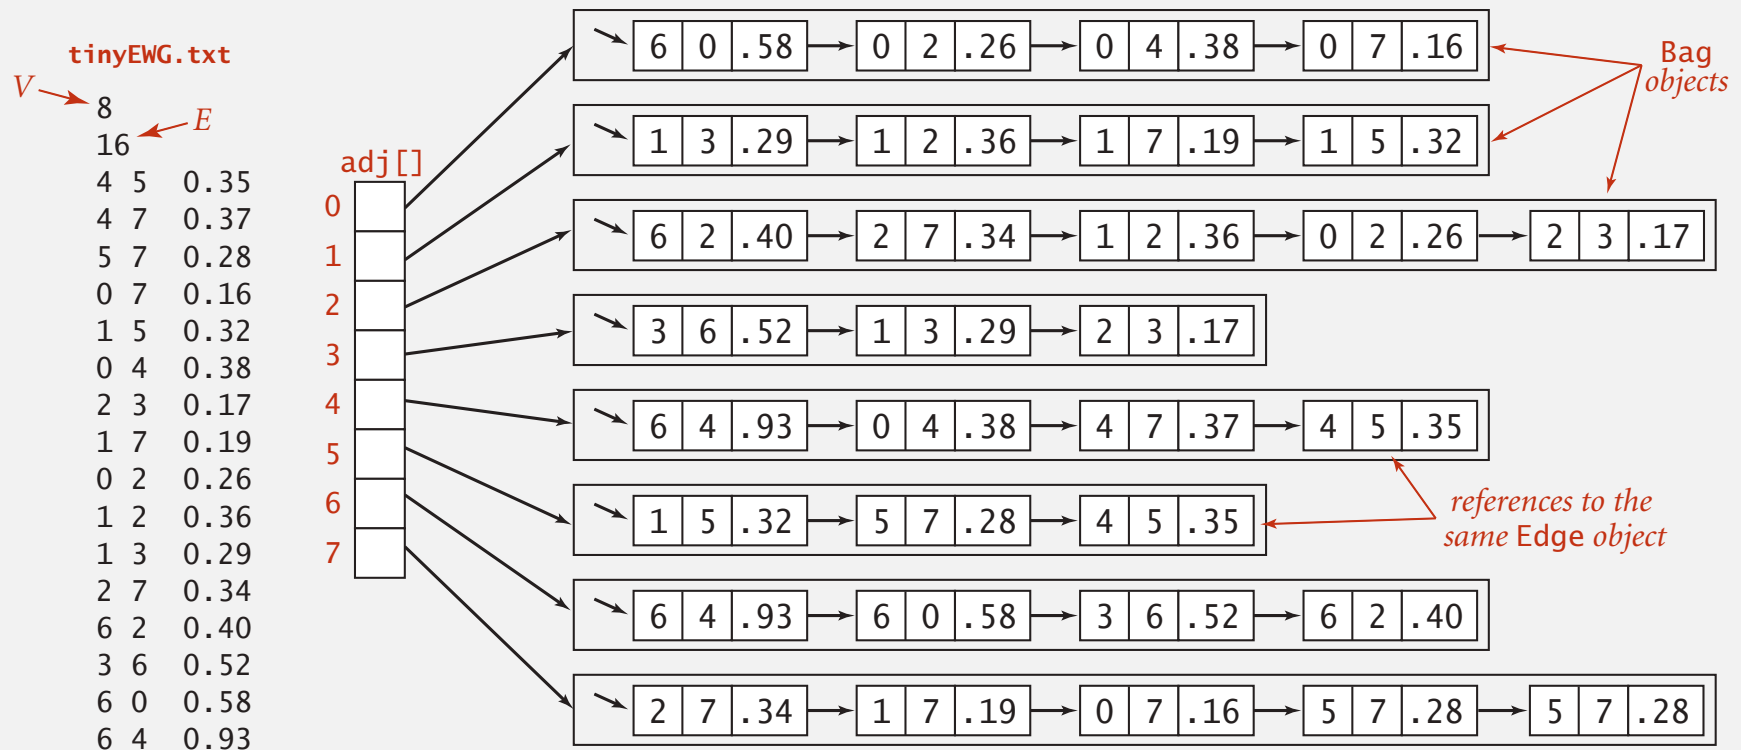 tinyEWG.txt
V
8
E
16
4 5 0.35
4 7 0.37
5 7 0.28
0 7 0.16
1 5 0.32
0 4 0.38
2 3 0.17
1 7 0.19
0 2 0.26
1 2 0.36
1 3 0.29
2 7 0.34
6 2 0.40
3 6 0.52
6 0 0.58
6 4 0.93
adj[]
0
1
2
3
4
5
6
7
6 0 .58 0 2 .26 0 4 .38 0 7 .16
1 3 .29 1 2 .36 1 7 .19 1 5 .32
6 2 .40 2 7 .34 1 2 .36 0 2 .26 2 3 .17
3 6 .52 1 3 .29 2 3 .17
6 4 .93 0 4 .38 4 7 .37 4 5 .35
1 5 .32 5 7 .28 4 5 .35
6 4 .93 6 0 .58 3 6 .52 6 2 .40
2 7 .34 1 7 .19 0 7 .16 5 7 .28 5 7 .28
Bag
objects
references to the
same Edge object